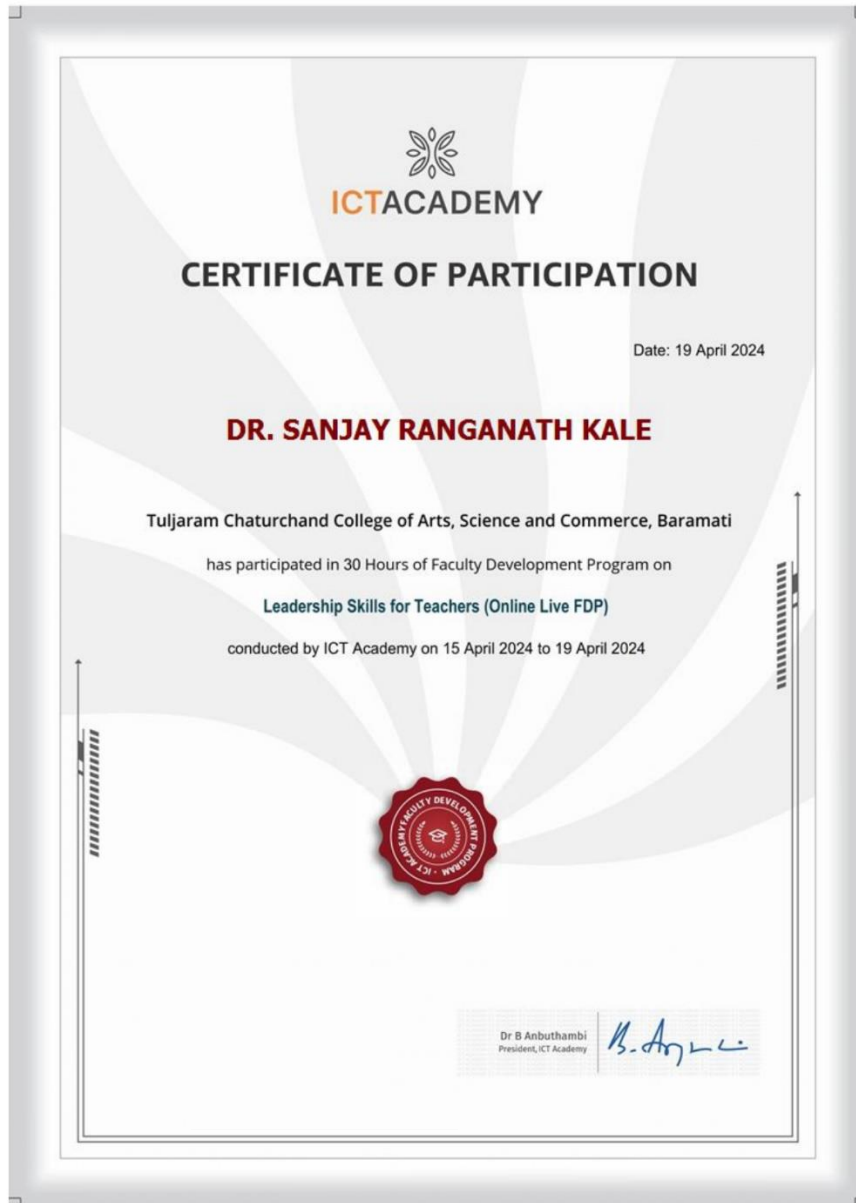 ICTACADEMY
CERTIFICATE OF PARTICIPATION
Date: 19 April 2024
DR. SANJAY RANGANATH KALE
Tuljaram Chaturchand College of Arts, Science and Commerce, Baramati
has participated in 30 Hours of Faculty Development Program on
Leadership Skills for Teachers (Online Live FDP)
conducted by ICT Academy on 15 April 2024 to 19 April 2024
FACULTY DEVELOPMENT PROGRAM • ICT ACADEMY
Dr B Anbuthambi
President, ICT Academy